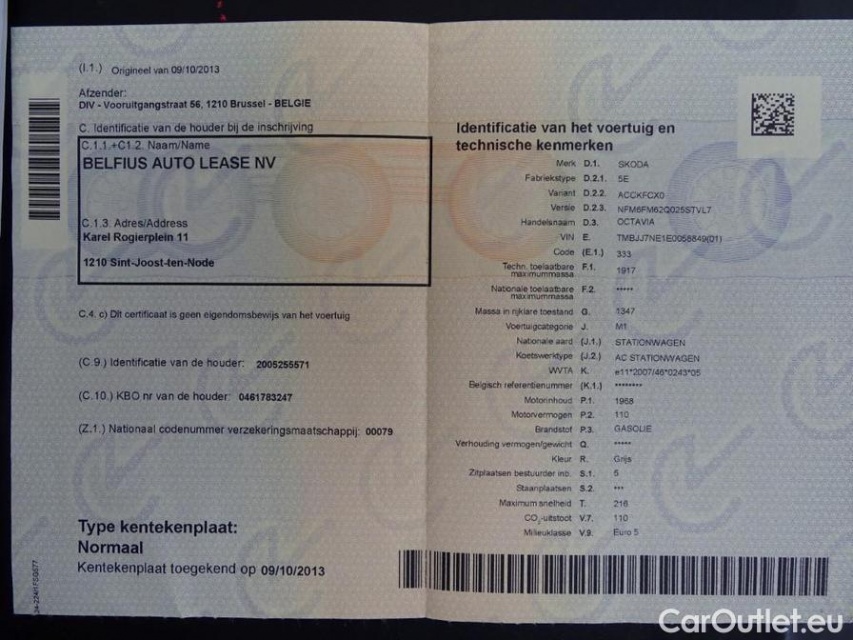 (I.1.) Origineel van 09/10/2013
Afzender:
DIV - Vooruitgangstraat 56, 1210 Brussel - BELGIE
C. Identificatie van de houder bij de inschrijving
C.1.1.+C1.2. Naam/Name
BELFIUS AUTO LEASE NV
C.1.3. Adres/Address
Karel Rogierplein 11
1210 Sint-Joost-ten-Node
C.4. c) Dit certificaat is geen eigendomsbewijs van het voertuig
(C.9.) Identificatie van de houder: 2005255571
(C.10.) KBO nr van de houder: 0461783247
(Z.1.) Nationaal codenummer verzekeringsmaatschappij: 00079
Type kentekenplaat:
Normaal
Kentekenplaat toegekend op 09/10/2013
Identificatie van het voertuig en
technische kenmerken
Merk D.1. SKODA
Fabriekstype D.2.1. 5E
Variant D.2.2. ACCKFCX0
Versie D.2.3. NFM6FM62Q025STVL7
Handelsnaam D.3. OCTAVIA
VIN E. TMBJJ7NE1E0058849(01)
Code (E.1.) 333
Techn. toelaatbare F.1. 1917
maximummassa
Nationale toelaatbare F.2. *****
maximummassa
Massa in rijklare toestand G. 1347
Voertuigcategorie J. M1
Nationale aard (J.1.) STATIONWAGEN
Koetswerktype (J.2.) AC STATIONWAGEN
WVTA K. e11*2007/46*0243*05
Belgisch referentienummer (K.1.) ********
Motorinhoud P.1. 1968
Motorvermogen P.2. 110
Brandstof P.3. GASOLIE
Verhouding vermogen/gewicht Q. *****
Kleur R. Grijs
Zitplaatsen bestuurder inb. S.1. 5
Staanplaatsen S.2. ***
Maximum snelheid T. 216
CO2-uitstoot V.7. 110
Milieuklasse V.9. Euro 5
CarOutlet.eu